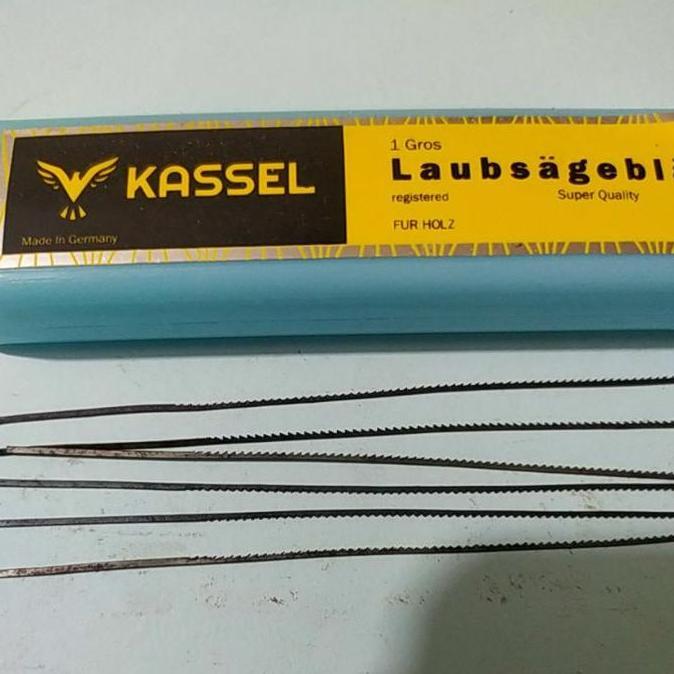 KASSEL
Made In Germany
1 Gros
Laubsägebl
registered
Super Quality
FUR HOLZ